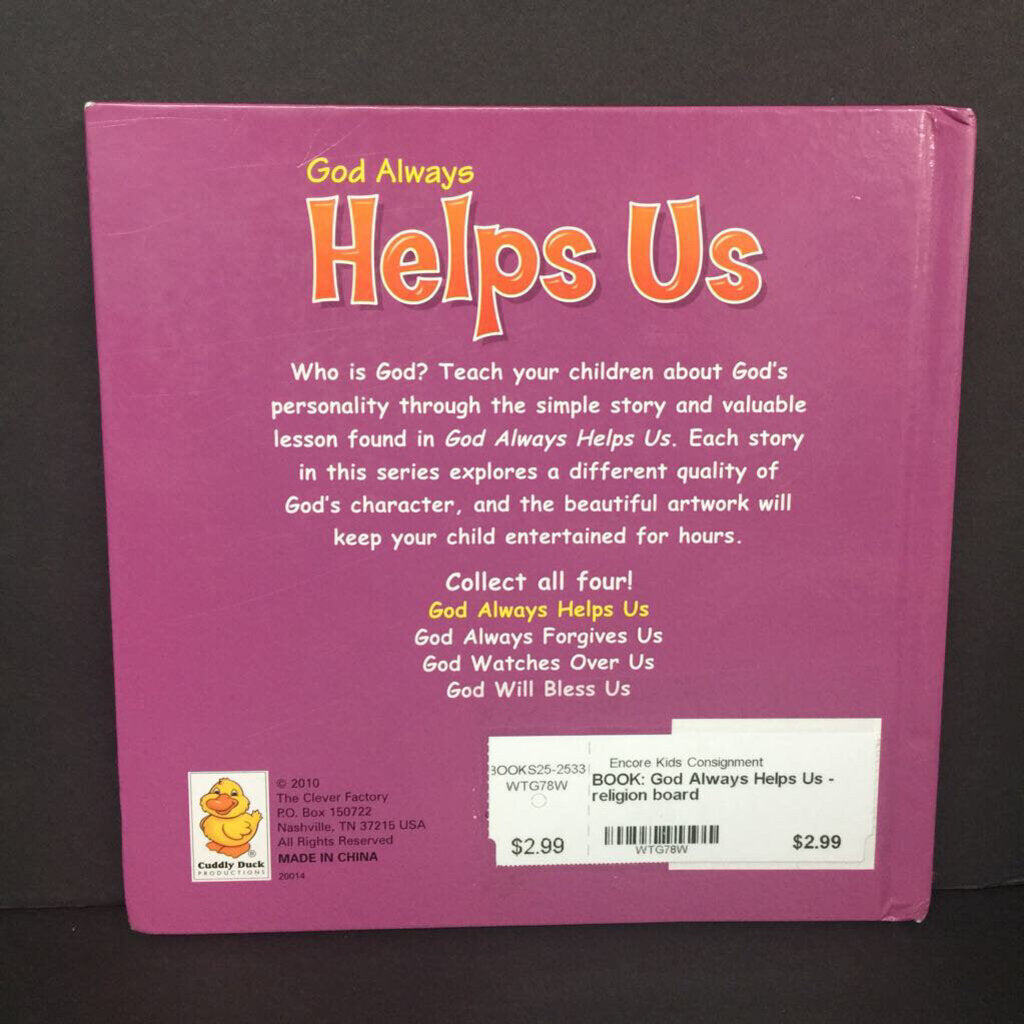 God Always
Helps Us
Who is God? Teach your children about God's
personality through the simple story and valuable
lesson found in God Always Helps Us. Each story
in this series explores a different quality of
God's character, and the beautiful artwork will
keep your child entertained for hours.
Collect all four!
God Always Helps Us
God Always Forgives Us
God Watches Over Us
God Will Bless Us
Cuddly Duck
PRODUCTIONS
®
© 2010
The Clever Factory
P.O. Box 150722
Nashville, TN 37215 USA
All Rights Reserved
MADE IN CHINA
20014
BOOKS25-2533
WTG78W
$2.99
Encore Kids Consignment
BOOK: God Always Helps Us -
religion board
WTG78W
$2.99